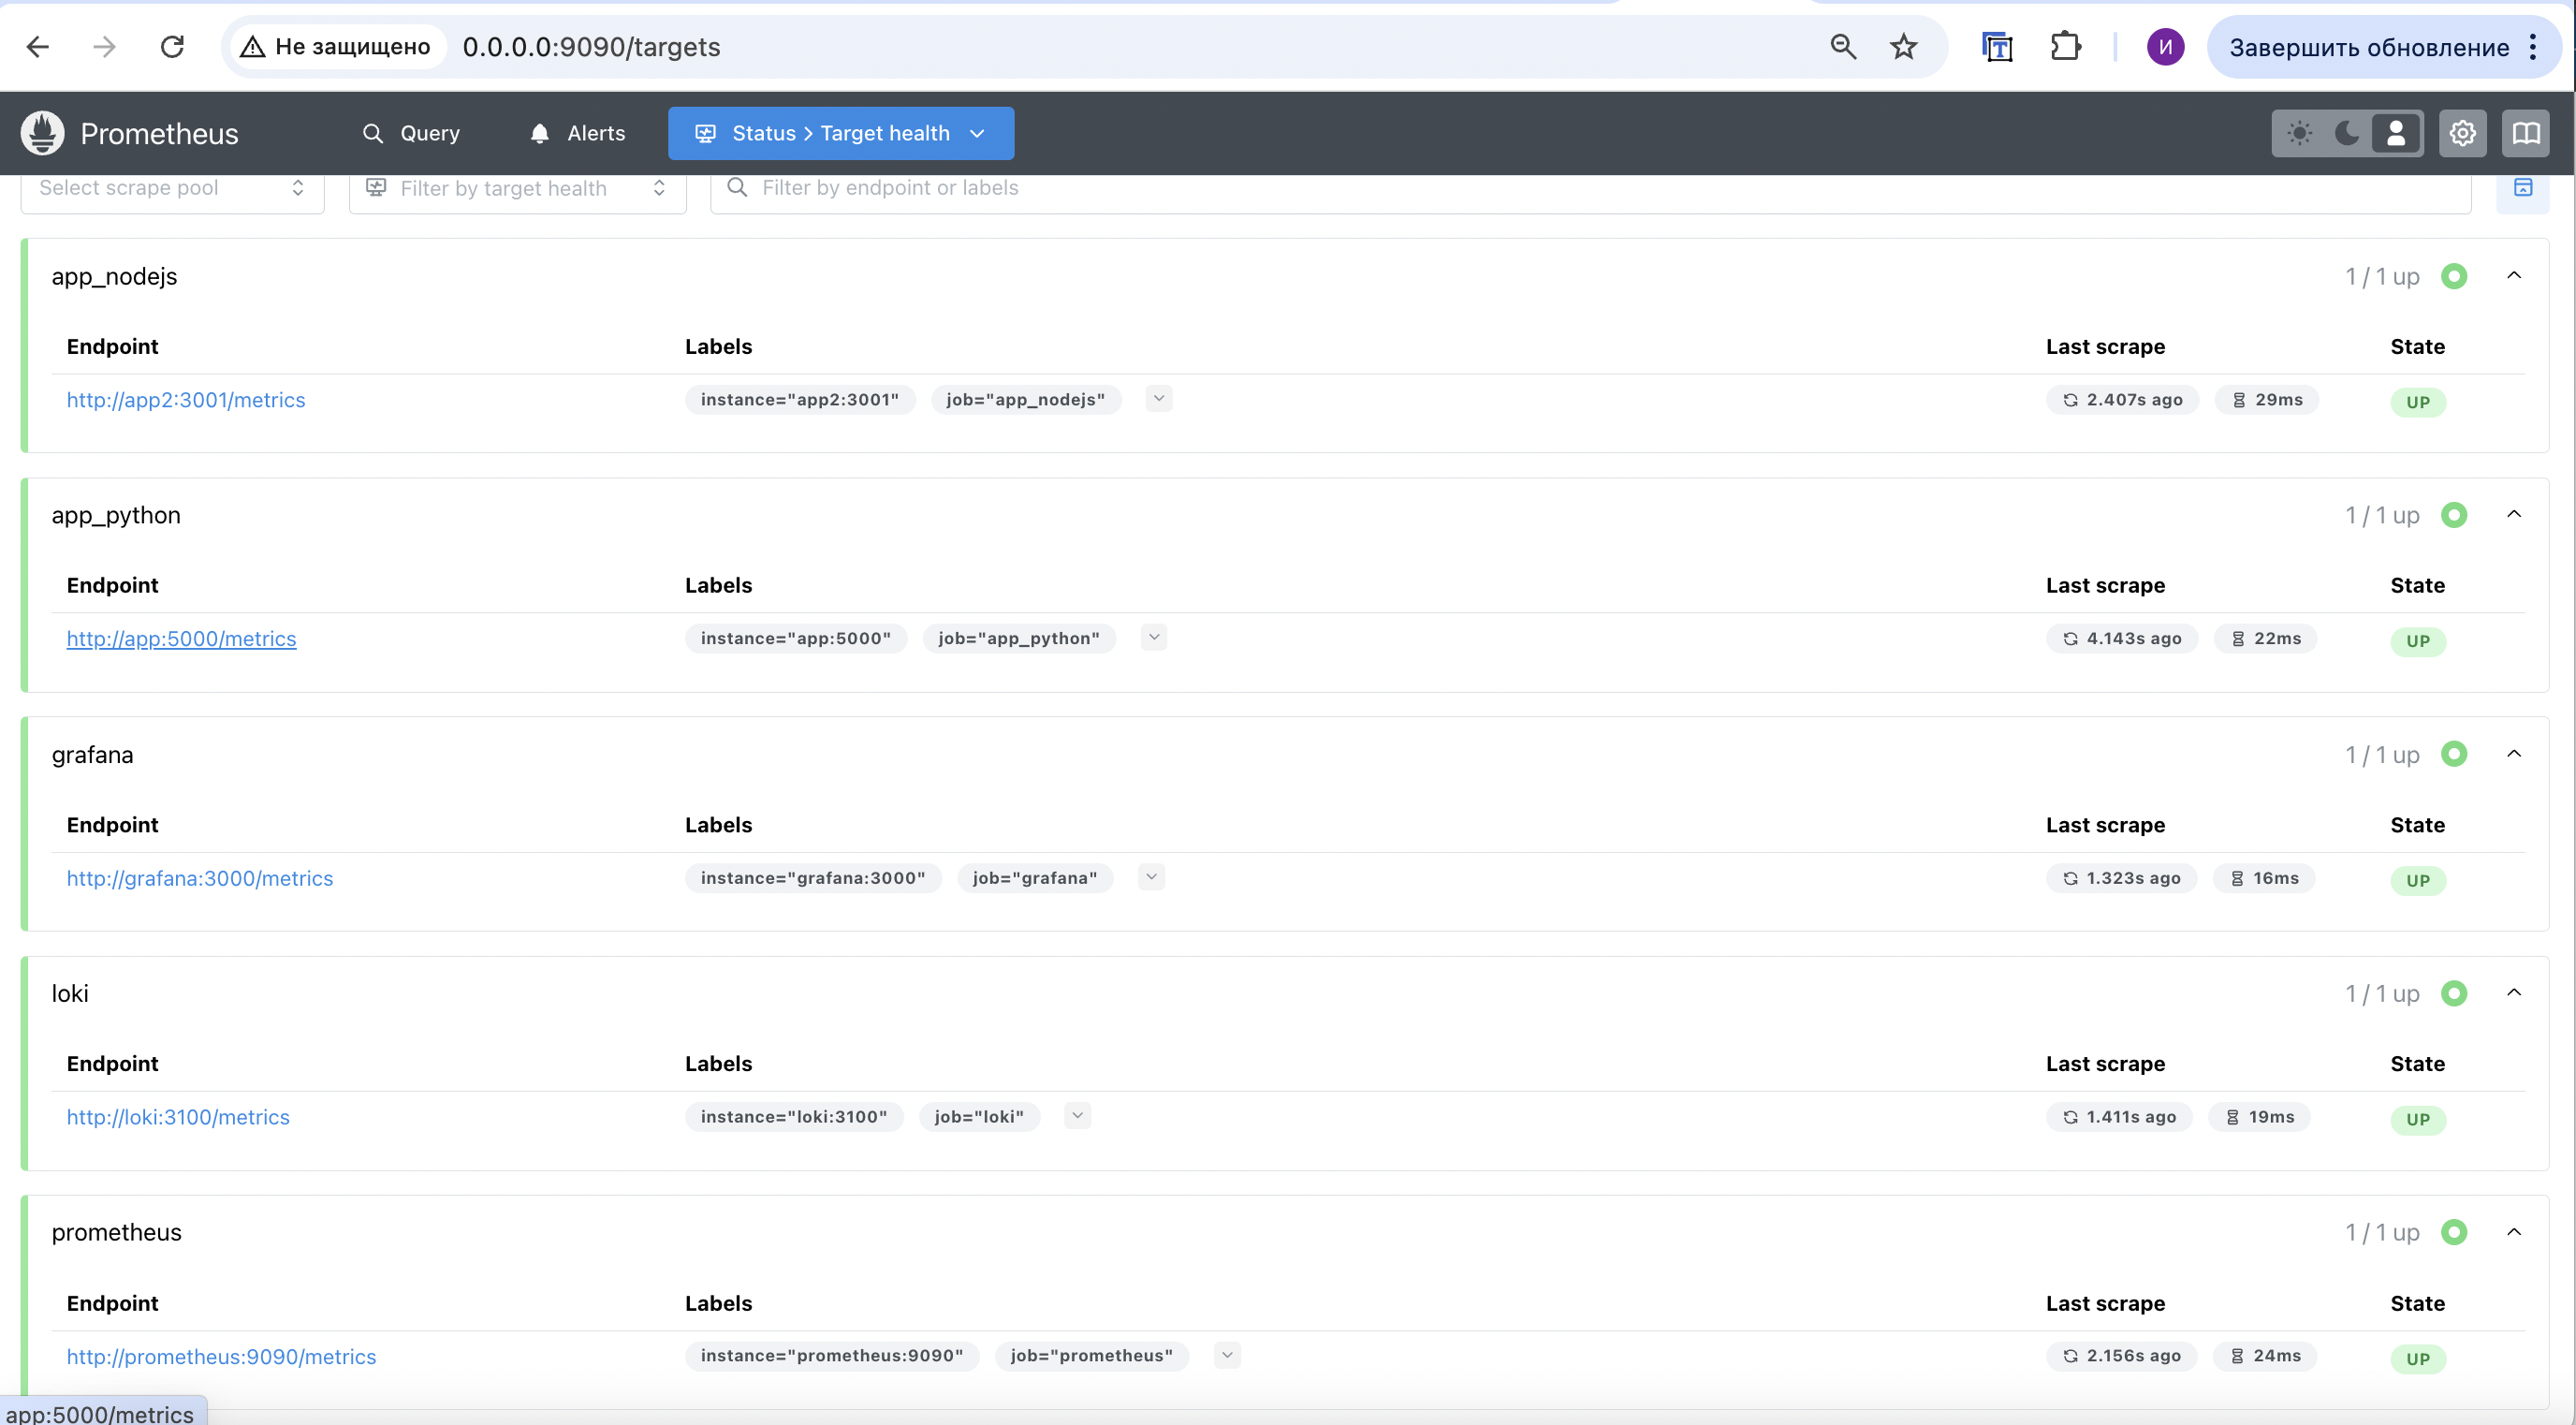 Не защищено 0.0.0.0:9090/targets И Завершить обновление
Prometheus Query Alerts Status > Target health
Select scrape pool Filter by target health Filter by endpoint or labels
app_nodejs 1 / 1 up
Endpoint Labels Last scrape State
http://app2:3001/metrics instance="app2:3001" job="app_nodejs" 2.407s ago 29ms UP
app_python 1 / 1 up
Endpoint Labels Last scrape State
http://app:5000/metrics instance="app:5000" job="app_python" 4.143s ago 22ms UP
grafana 1 / 1 up
Endpoint Labels Last scrape State
http://grafana:3000/metrics instance="grafana:3000" job="grafana" 1.323s ago 16ms UP
loki 1 / 1 up
Endpoint Labels Last scrape State
http://loki:3100/metrics instance="loki:3100" job="loki" 1.411s ago 19ms UP
prometheus 1 / 1 up
Endpoint Labels Last scrape State
http://prometheus:9090/metrics instance="prometheus:9090" job="prometheus" 2.156s ago 24ms UP
app:5000/metrics